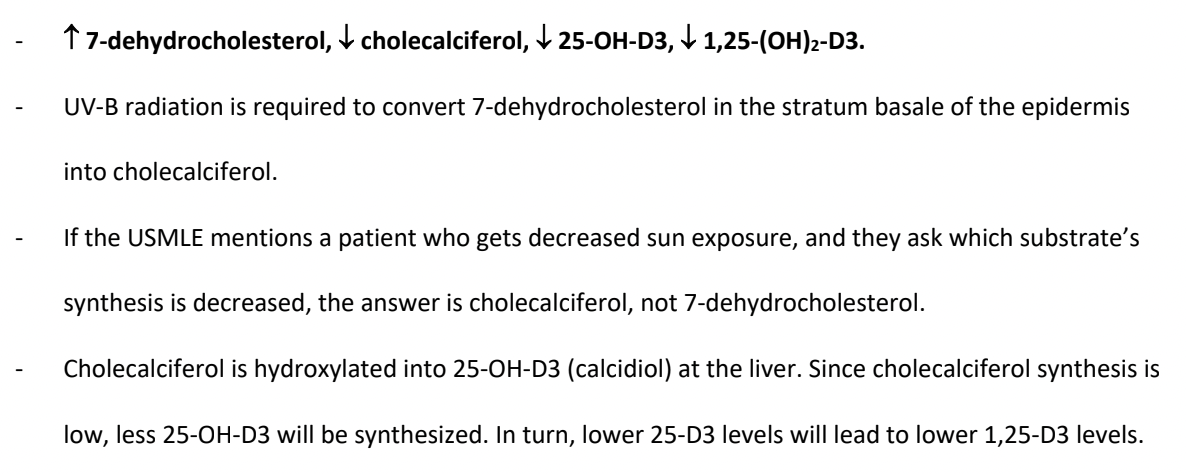 - ↑ 7-dehydrocholesterol, ↓ cholecalciferol, ↓ 25-OH-D3, ↓ 1,25-(OH)₂-D3.
- UV-B radiation is required to convert 7-dehydrocholesterol in the stratum basale of the epidermis
into cholecalciferol.
- If the USMLE mentions a patient who gets decreased sun exposure, and they ask which substrate’s
synthesis is decreased, the answer is cholecalciferol, not 7-dehydrocholesterol.
- Cholecalciferol is hydroxylated into 25-OH-D3 (calcidiol) at the liver. Since cholecalciferol synthesis is
low, less 25-OH-D3 will be synthesized. In turn, lower 25-D3 levels will lead to lower 1,25-D3 levels.